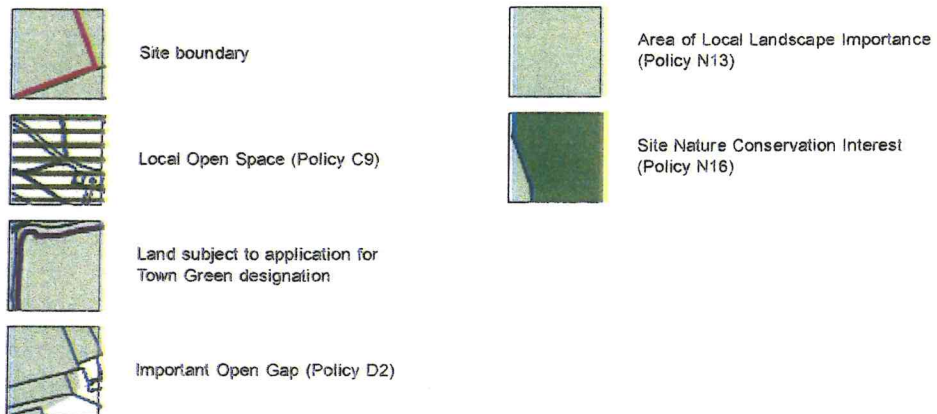 Site boundary
Local Open Space (Policy C9)
Land subject to application for
Town Green designation
Important Open Gap (Policy D2)
Area of Local Landscape Importance
(Policy N13)
Site Nature Conservation Interest
(Policy N16)